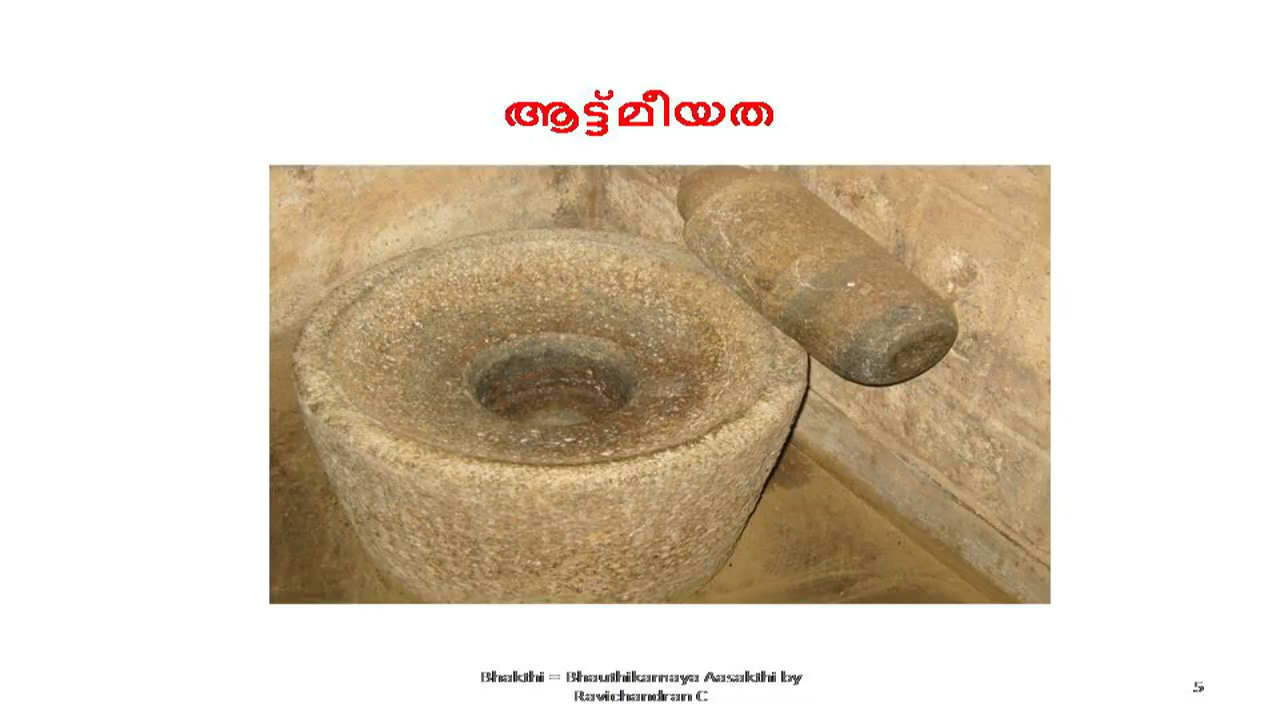 ആട്ട്മീയത
Bhakthi = Bhauthikamaya Aasakthi by
Ravichandran C
5